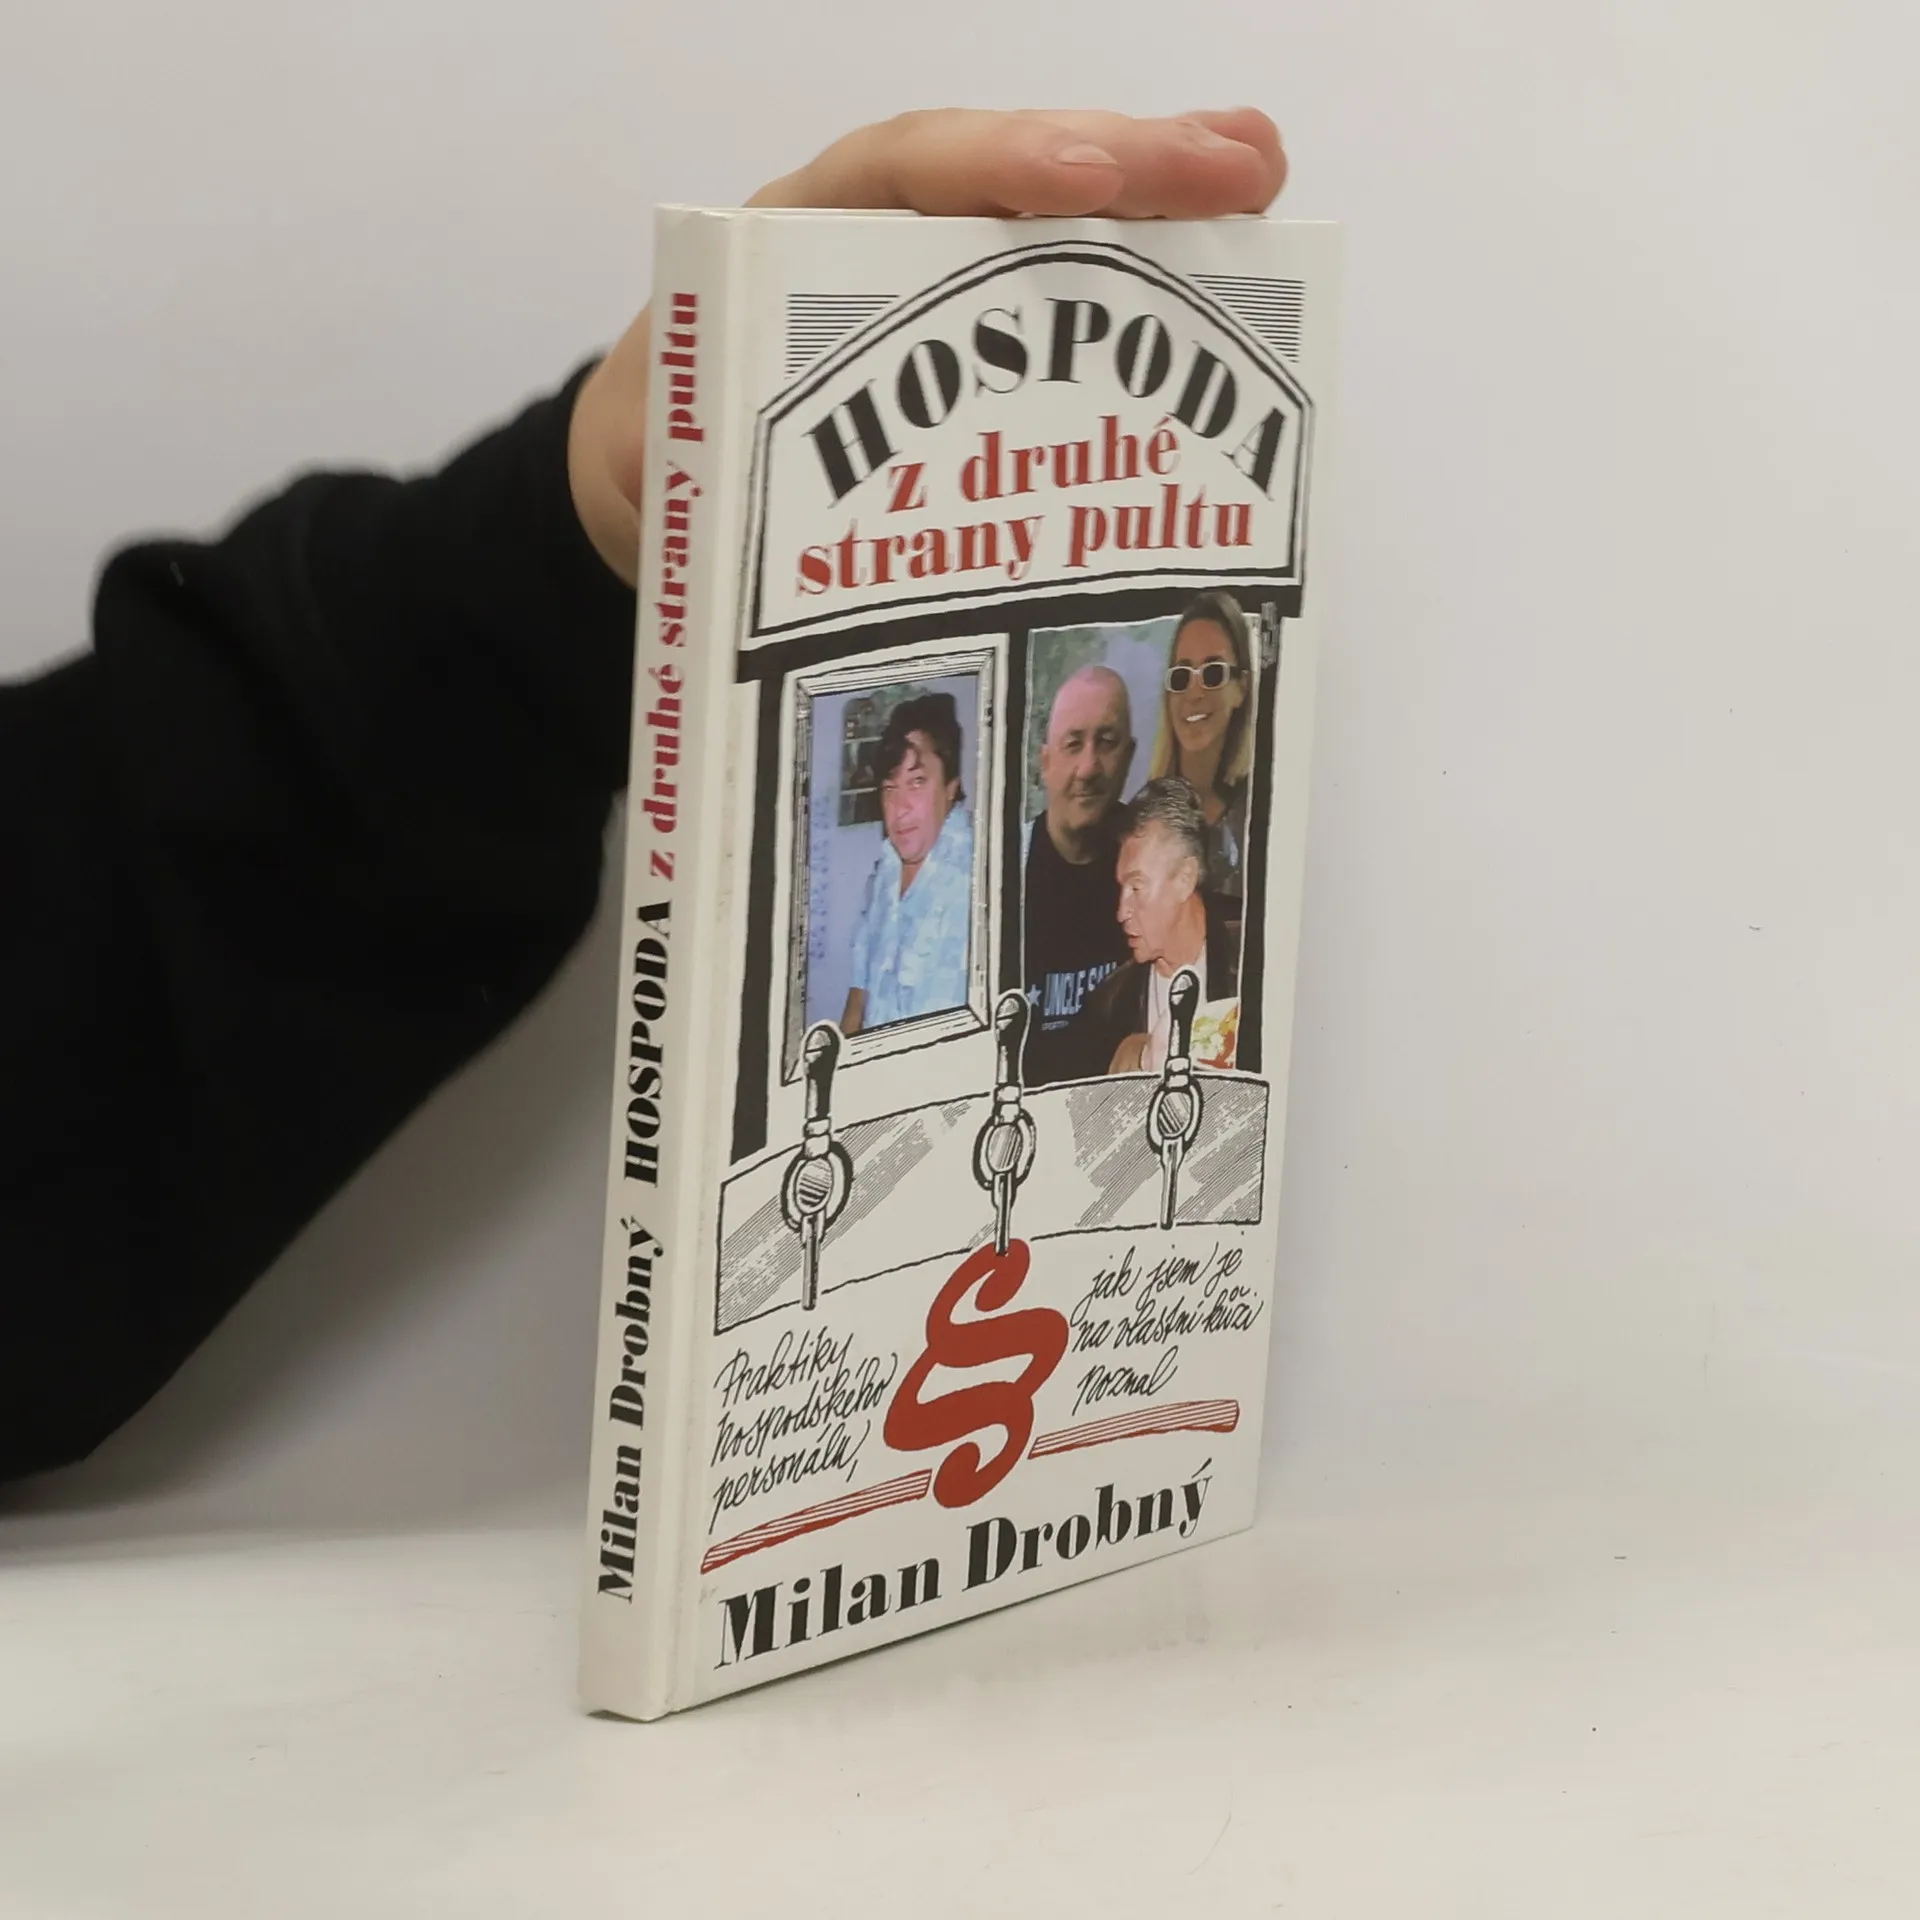 Milan Drobný HOSPODA z druhé strany pultu
HOSPODA
z druhé
strany pultu
UNCLE SA
Praktiky
hospodského
personálu,
§
jak jsem je
na vlastní kůži
poznal
Milan Drobný